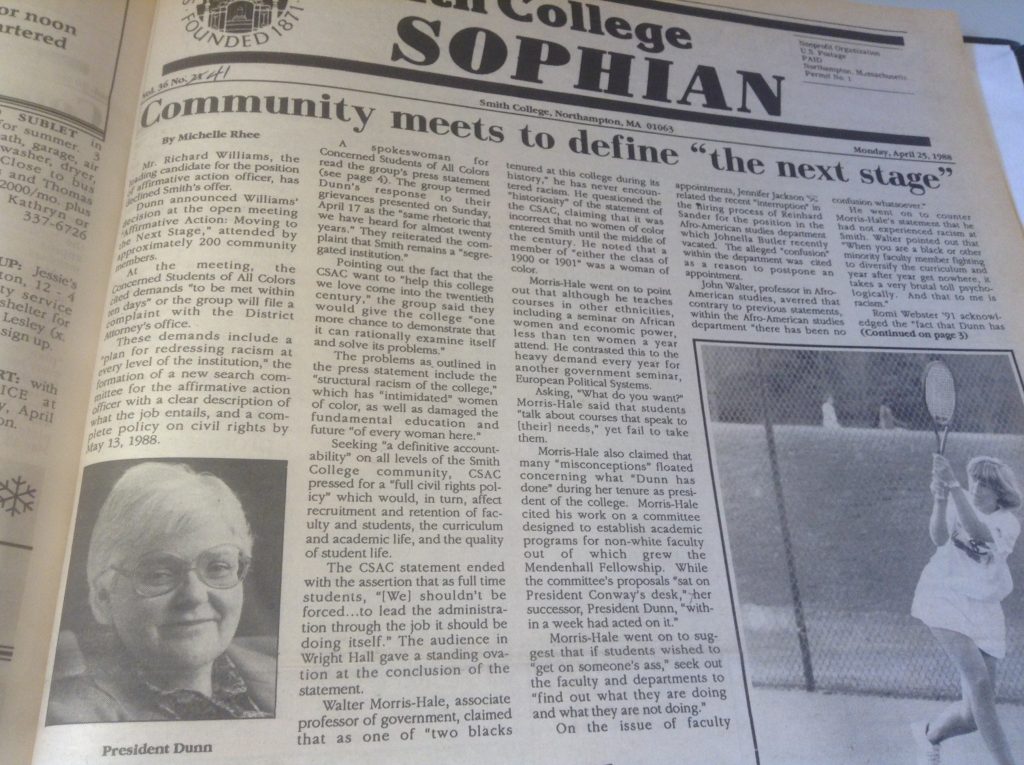 or noon
artered
SUBLET
for summer. 3
ath, garage, air
washer, dryer.
Close to bus
and Thomas
2000/mo. plus
Kathryn
337-6726
UP: Jessie's
ton, 12 - 4
ty service
shelter for
Lesley (x.
sign up.
RT: with
ICE at
y, April
on.
FOUNDED 1871
ith College
SOPHIAN
Nonprofit Organization
U.S. Postage
PAID
Northampton, Massachusetts
Permit No. 1
Vol. 36 No. 41
Smith College, Northampton, MA 01063
Monday, April 25, 1988
Community meets to define "the next stage"
By Michelle Rhee
Mr. Richard Williams, the
leading candidate for the position
of affirmative action officer, has
declined Smith's offer.
Dunn announced Williams'
decision at the open meeting
"Affirmative Action: Moving to
the Next Stage," attended by
approximately 200 community
members.
At the meeting, the
Concerned Students of All Colors
cited demands "to be met within
ten days" or the group will file a
complaint with the District
Attorney's office.
These demands include a
"plan for redressing racism at
every level of the institution," the
formation of a new search com-
mittee for the affirmative action
officer with a clear description of
what the job entails, and a com-
plete policy on civil rights by
May 13, 1988.
President Dunn
A spokeswoman for
Concerned Students of All Colors
read the group's press statement
(see page 4). The group termed
Dunn's response to their
grievances presented on Sunday,
April 17 as the "same rhetoric that
we have heard for almost twenty
years." They reiterated the com-
plaint that Smith remains a "segre-
gated institution."
Pointing out the fact that the
CSAC want to "help this college
we love come into the twentieth
century," the group said they
would give the college "one
more chance to demonstrate that
it can rationally examine itself
and solve its problems."
The problems as outlined in
the press statement include the
"structural racism of the college,"
which has "intimidated" women
of color, as well as damaged the
fundamental education and
future "of every woman here."
Seeking "a definitive account-
ability" on all levels of the Smith
College community, CSAC
pressed for a "full civil rights pol-
icy" which would, in turn, affect
recruitment and retention of fac-
ulty and students, the curriculum
and academic life, and the quality
of student life.
The CSAC statement ended
with the assertion that as full time
students, "[We] shouldn't be
forced...to lead the administra-
tion through the job it should be
doing itself." The audience in
Wright Hall gave a standing ova-
tion at the conclusion of the
statement.
Walter Morris-Hale, associate
professor of government, claimed
that as one of "two blacks
tenured at this college during its
history," he has never encoun-
tered racism. He questioned the
"historiosity" of the statement of
the CSAC, claiming that it was
incorrect that no women of color
entered Smith until the middle of
the century. He noted that a
member of "either the class of
1900 or 1901" was a woman of
color.
Morris-Hale went on to point
out that although he teaches
courses in other ethnicities,
including a seminar on African
women and economic power,
less than ten women a year
attend. He contrasted this to the
heavy demand every year for
another government seminar,
European Political Systems.
Asking, "What do you want?"
Morris-Hale said that students
"talk about courses that speak to
[their] needs," yet fail to take
them.
Morris-Hale also claimed that
many "misconceptions" floated
concerning what "Dunn has
done" during her tenure as presi-
dent of the college. Morris-Hale
cited his work on a committee
designed to establish academic
programs for non-white faculty
out of which grew the
Mendenhall Fellowship. While
the committee's proposals "sat on
President Conway's desk," her
successor, President Dunn, "with-
in a week had acted on it."
Morris-Hale went on to sug-
gest that if students wished to
"get on someone's ass," seek out
the faculty and departments to
"find out what they are doing
and what they are not doing."
On the issue of faculty
appointments, Jennifer Jackson
related the recent "interruption" in
the hiring process of Reinhard
Sander for the position in the
Afro-American studies department
which Johnella Butler recently
vacated. The alleged "confusion"
within the department was cited
as a reason to postpone an
appointment.
John Walter, professor in Afro-
American studies, averred that
contrary to previous statements,
within the Afro-American studies
department "there has been no
confusion whatsoever."
He went on to counter
Morris-Hale's statement that he
had not experienced racism at
Smith. Walter pointed out that
"When you are a black or other
minority faculty member fighting
to diversify the curriculum and
year after year get nowhere, it
takes a very brutal toll psycho-
logically. And that to me is
racism."
Romi Webster '91 acknowl-
edged the "fact that Dunn has
(Continued on page 3)